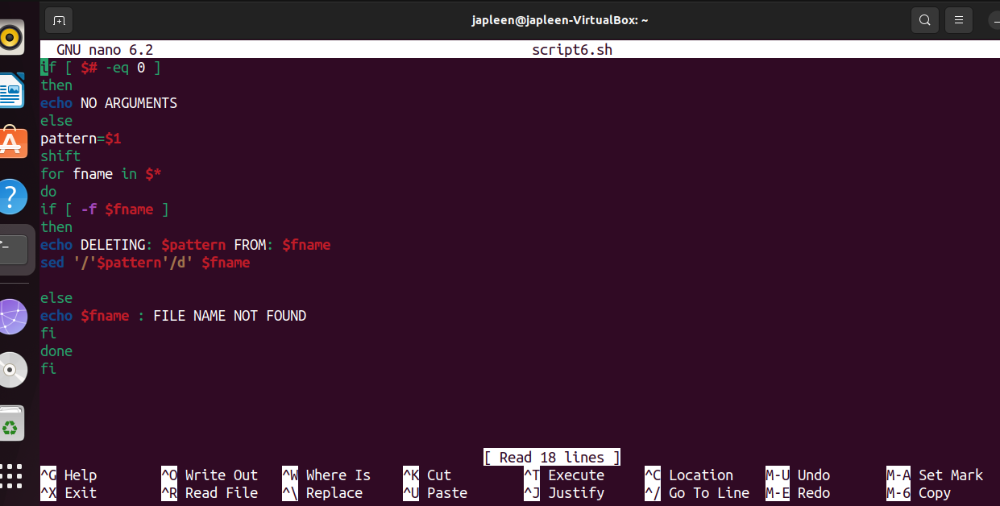 japleen@japleen-VirtualBox: ~
GNU nano 6.2 script6.sh
if [ $# -eq 0 ]
then
echo NO ARGUMENTS
else
pattern=$1
shift
for fname in $*
do
if [ -f $fname ]
then
echo DELETING: $pattern FROM: $fname
sed '/'$pattern'/d' $fname
else
echo $fname : FILE NAME NOT FOUND
fi
done
fi
[ Read 18 lines ]
^G Help ^O Write Out ^W Where Is ^K Cut ^T Execute ^C Location M-U Undo M-A Set Mark
^X Exit ^R Read File ^\ Replace ^U Paste ^J Justify ^/ Go To Line M-E Redo M-6 Copy